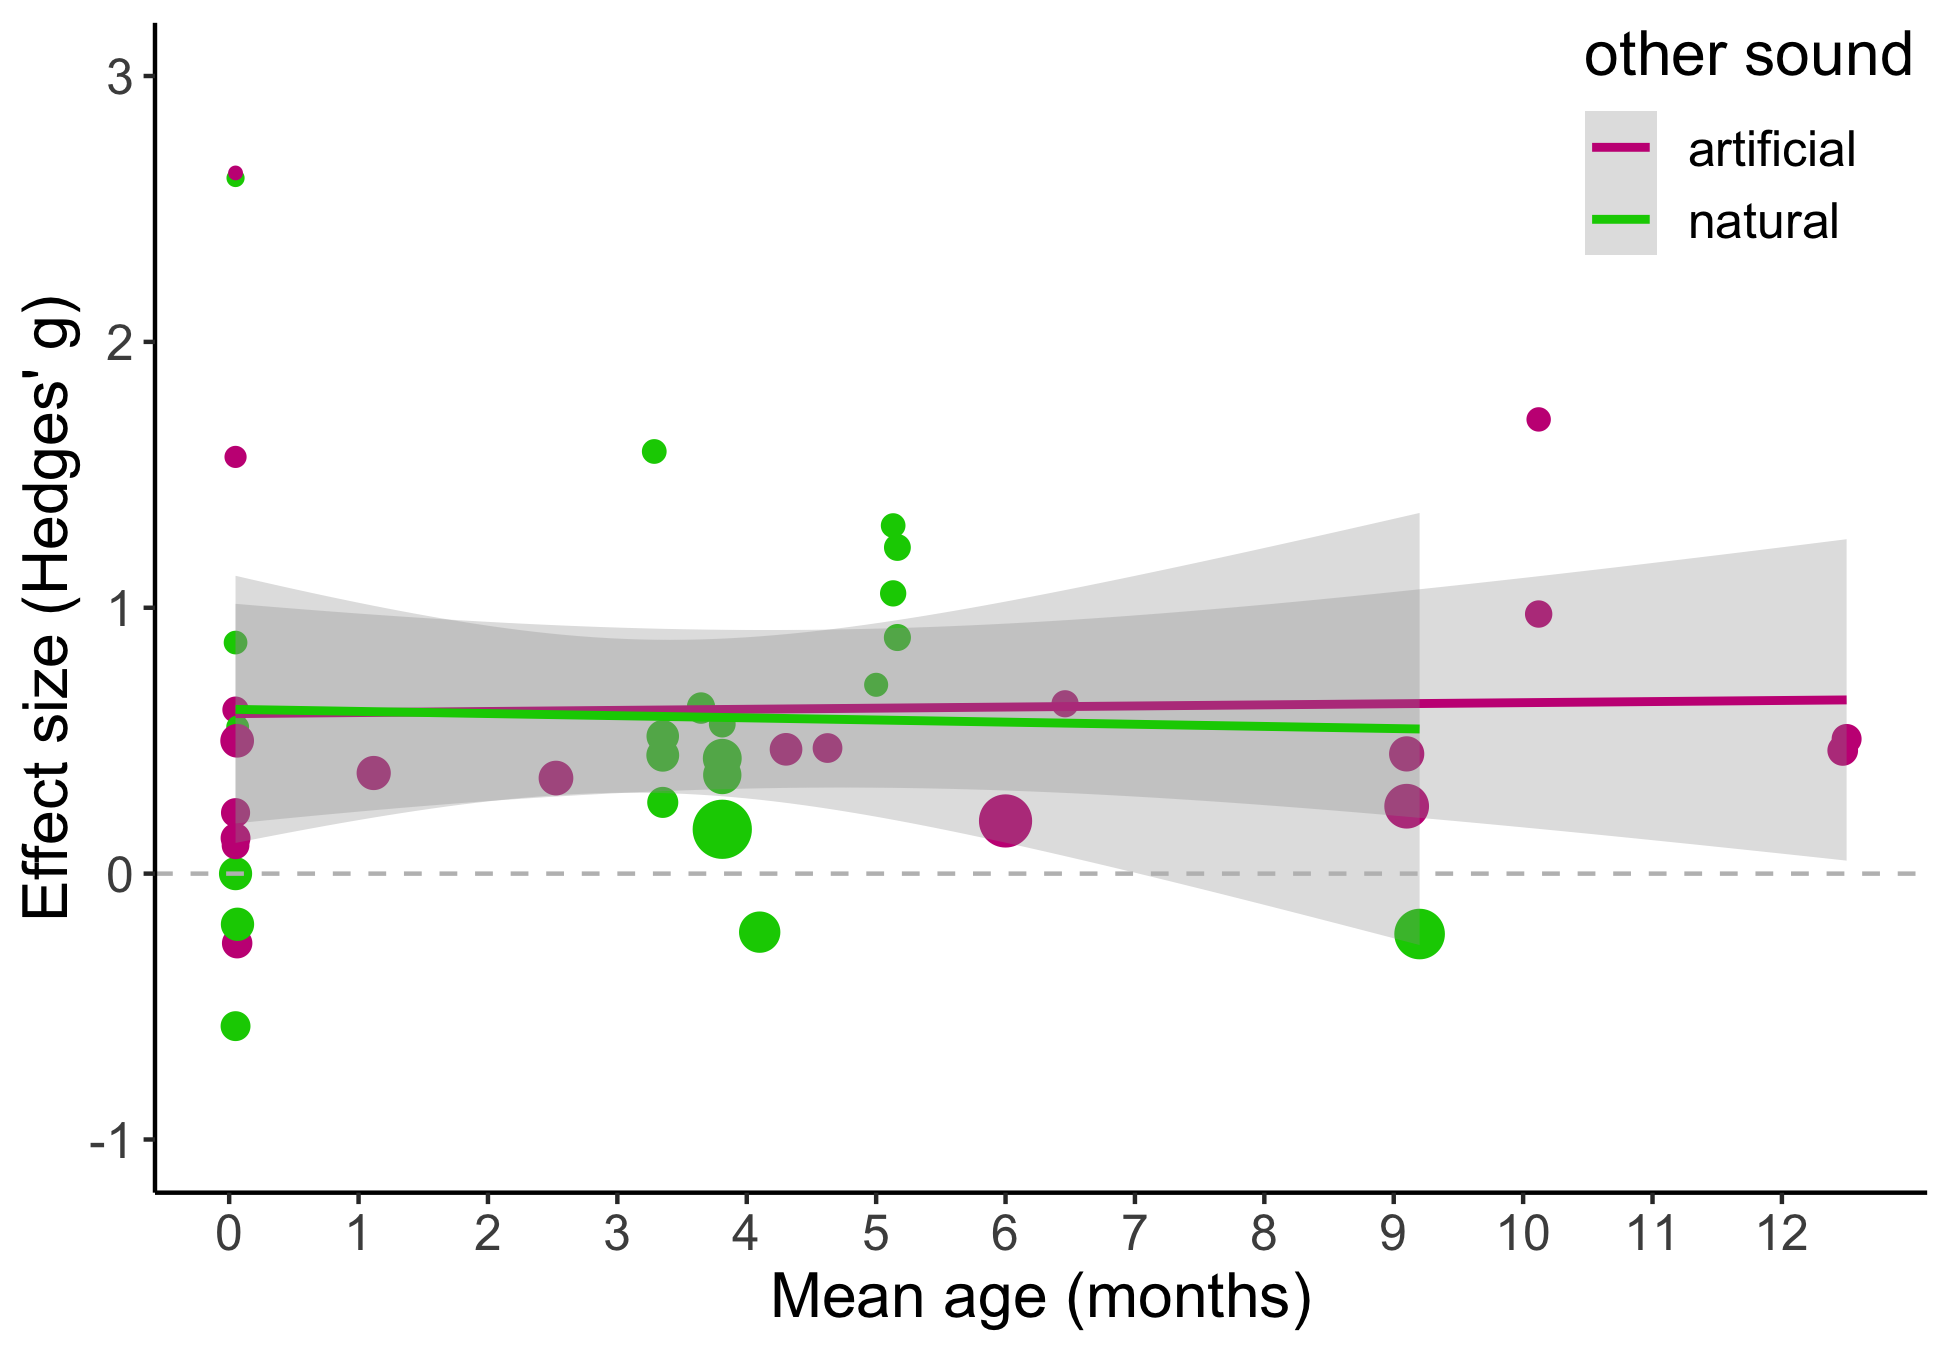 other sound
artificial
natural
Effect size (Hedges' g)
3
2
1
0
-1
0 1 2 3 4 5 6 7 8 9 10 11 12
Mean age (months)